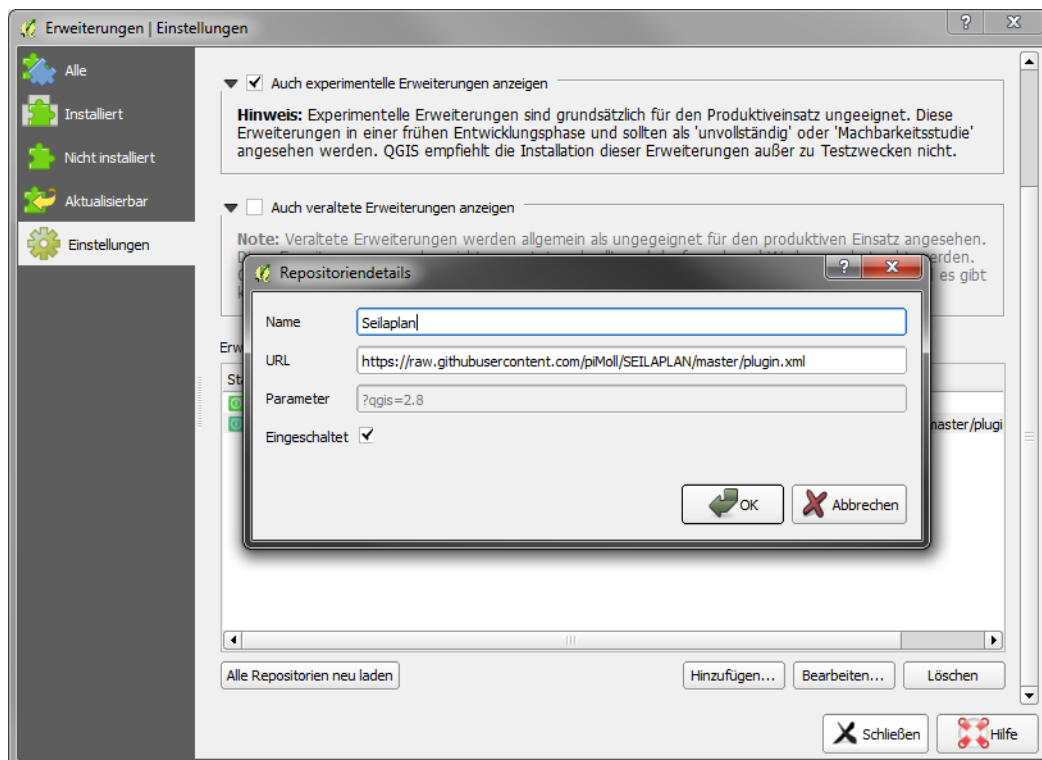 Erweiterungen | Einstellungen
Alle
Installiert
Nicht installiert
Aktualisierbar
Einstellungen
Auch experimentelle Erweiterungen anzeigen
Hinweis: Experimentelle Erweiterungen sind grundsätzlich für den Produktiveinsatz ungeeignet. Diese
Erweiterungen in einer frühen Entwicklungsphase und sollten als 'unvollständig' oder 'Machbarkeitsstudie'
angesehen werden. QGIS empfiehlt die Installation dieser Erweiterungen außer zu Testzwecken nicht.
Auch veraltete Erweiterungen anzeigen
Note: Veraltete Erweiterungen werden allgemein als ungegeignet für den produktiven Einsatz angesehen.
es gibt
Repositoriendetails
Name
Seilaplan
URL
https://raw.githubusercontent.com/piMoll/SEILAPLAN/master/plugin.xml
Parameter
?qgis=2.8
Eingeschaltet
OK
Abbrechen
Erw
St
master/plugi
Alle Repositorien neu laden
Hinzufügen...
Bearbeiten...
Löschen
Schließen
Hilfe